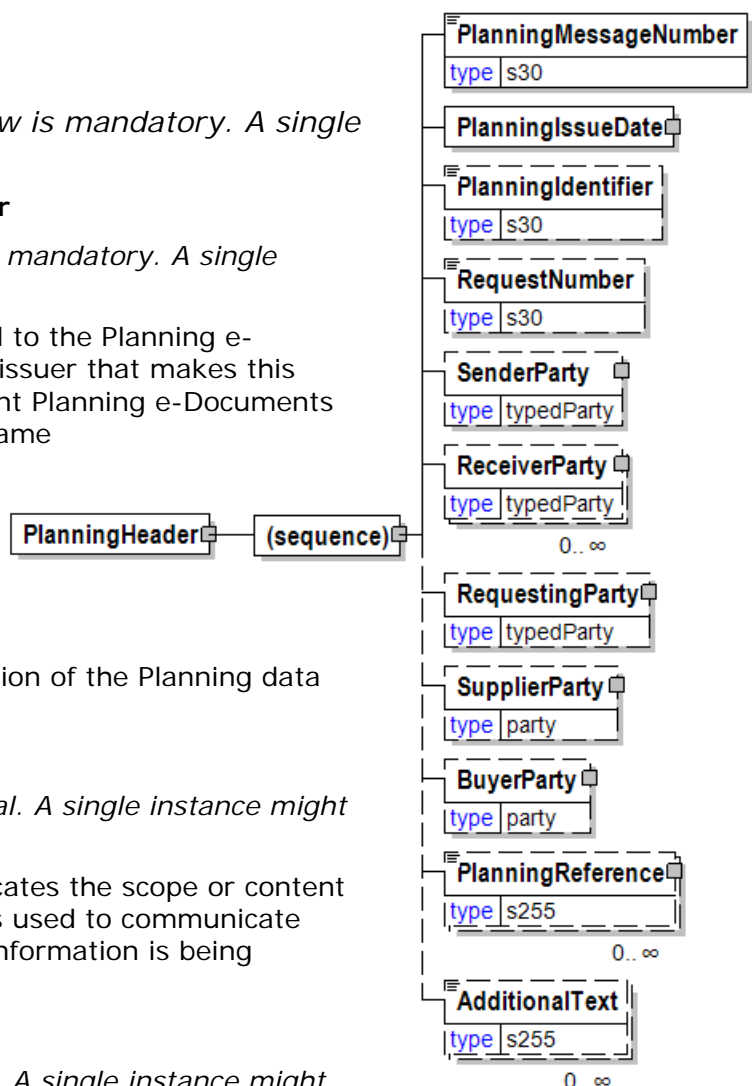 w is mandatory. A single
r
mandatory. A single
l to the Planning e-
issuer that makes this
nt Planning e-Documents
ame
tion of the Planning data
al. A single instance might
cates the scope or content
s used to communicate
nformation is being
. A single instance might
PlanningHeader
(sequence)
PlanningMessageNumber
type s30
PlanningIssueDate
PlanningIdentifier
type s30
RequestNumber
type s30
SenderParty
type typedParty
ReceiverParty
type typedParty
0.. ∞
RequestingParty
type typedParty
SupplierParty
type party
BuyerParty
type party
PlanningReference
type s255
0.. ∞
AdditionalText
type s255
0.. ∞